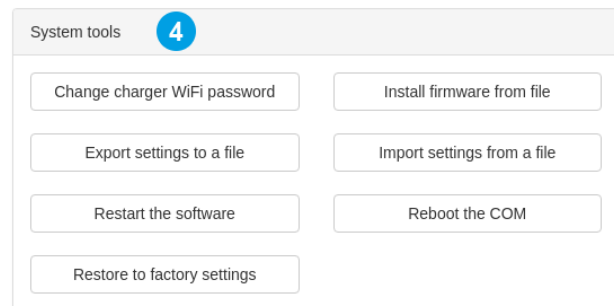 System tools 4
Change charger WiFi password
Install firmware from file
Export settings to a file
Import settings from a file
Restart the software
Reboot the COM
Restore to factory settings